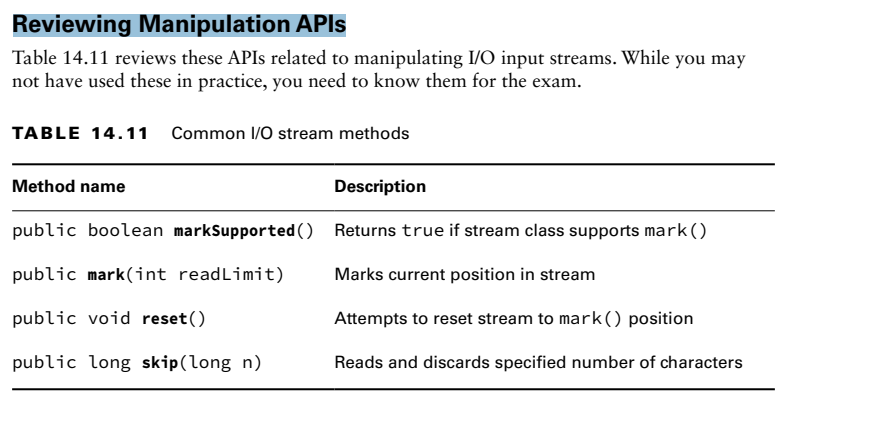 Reviewing Manipulation APIs
Table 14.11 reviews these APIs related to manipulating I/O input streams. While you may
not have used these in practice, you need to know them for the exam.
TABLE 14.11 Common I/O stream methods
Method name Description
public boolean markSupported() Returns true if stream class supports mark()
public mark(int readLimit) Marks current position in stream
public void reset() Attempts to reset stream to mark() position
public long skip(long n) Reads and discards specified number of characters